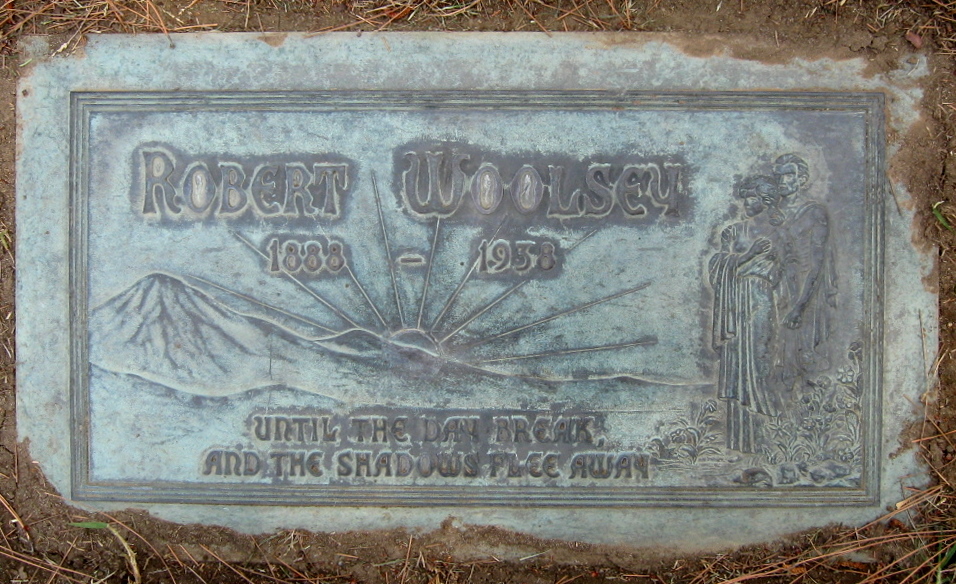 ROBERT WOOLSEY
1888 – 1938
UNTIL THE DAY BREAK,
AND THE SHADOWS FLEE AWAY